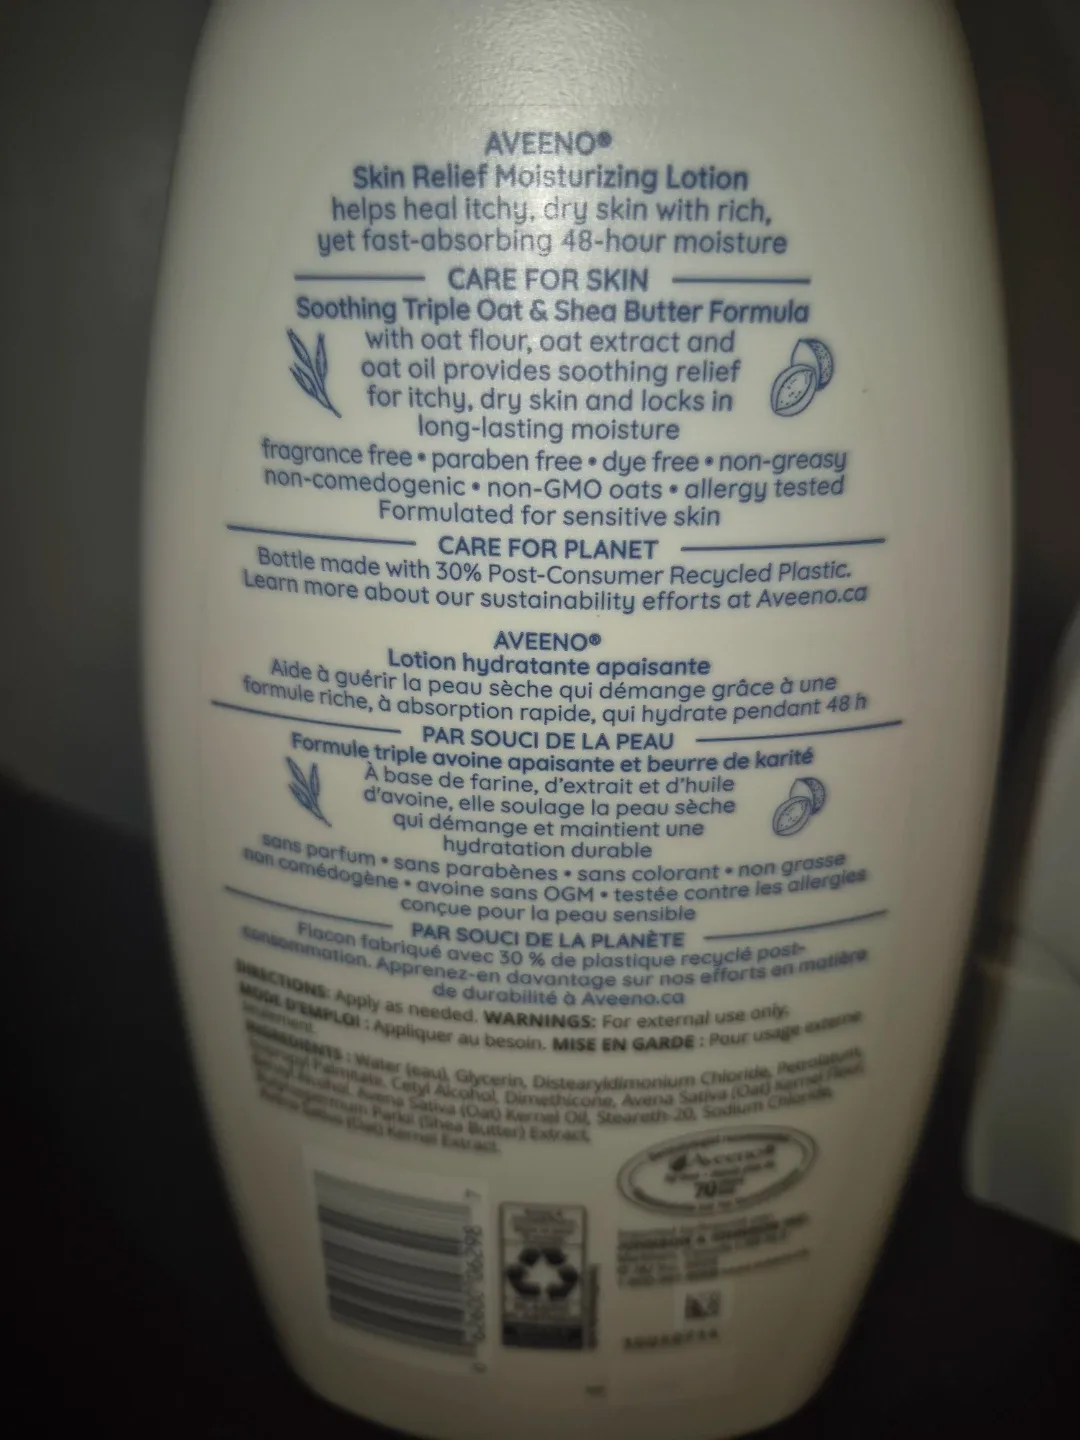 AVEENO®
Skin Relief Moisturizing Lotion
helps heal itchy, dry skin with rich,
yet fast-absorbing 48-hour moisture
CARE FOR SKIN
Soothing Triple Oat & Shea Butter Formula
with oat flour, oat extract and
oat oil provides soothing relief
for itchy, dry skin and locks in
long-lasting moisture
fragrance free • paraben free • dye free • non-greasy
non-comedogenic • non-GMO oats • allergy tested
Formulated for sensitive skin
CARE FOR PLANET
Bottle made with 30% Post-Consumer Recycled Plastic.
Learn more about our sustainability efforts at Aveeno.ca
AVEENO®
Lotion hydratante apaisante
Aide à guérir la peau sèche qui démange grâce à une
formule riche, à absorption rapide, qui hydrate pendant 48 h
PAR SOUCI DE LA PEAU
Formule triple avoine apaisante et beurre de karité
À base de farine, d'extrait et d'huile
d'avoine, elle soulage la peau sèche
qui démange et maintient une
hydratation durable
sans parfum • sans parabènes • sans colorant • non grasse
non comédogène • avoine sans OGM • testée contre les allergies
conçue pour la peau sensible
PAR SOUCI DE LA PLANÈTE
Flacon fabriqué avec 30 % de plastique recyclé post-
consommation. Apprenez-en davantage sur nos efforts en matière
de durabilité à Aveeno.ca
DIRECTIONS: Apply as needed. WARNINGS: For external use only.
MODE D'EMPLOI : Appliquer au besoin. MISE EN GARDE : Pour usage externe
seulement.
INGREDIENTS : Water (eau), Glycerin, Distearyldimonium Chloride, Petrolatum,
Isopropyl Palmitate, Cetyl Alcohol, Dimethicone, Avena Sativa (Oat) Kernel Flour,
Benzyl Alcohol, Avena Sativa (Oat) Kernel Oil, Steareth-20, Sodium Chloride,
Butyrospermum Parkii (Shea Butter) Extract,
Avena Sativa (Oat) Kernel Extract.
Aveeno®
70